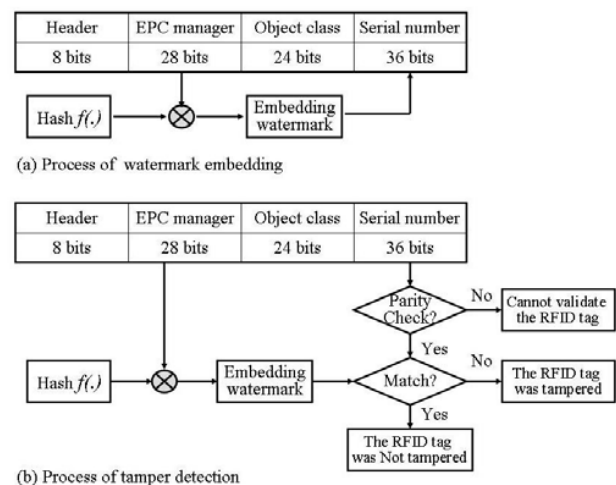 Header EPC manager Object class Serial number
8 bits 28 bits 24 bits 36 bits
Hash f(.)
Embedding
watermark
(a) Process of watermark embedding
Header EPC manager Object class Serial number
8 bits 28 bits 24 bits 36 bits
Parity
Check?
No
Cannot validate
the RFID tag
Yes
Hash f(.)
Embedding
watermark
Match?
No
The RFID tag
was tampered
Yes
The RFID tag
was Not tampered
(b) Process of tamper detection